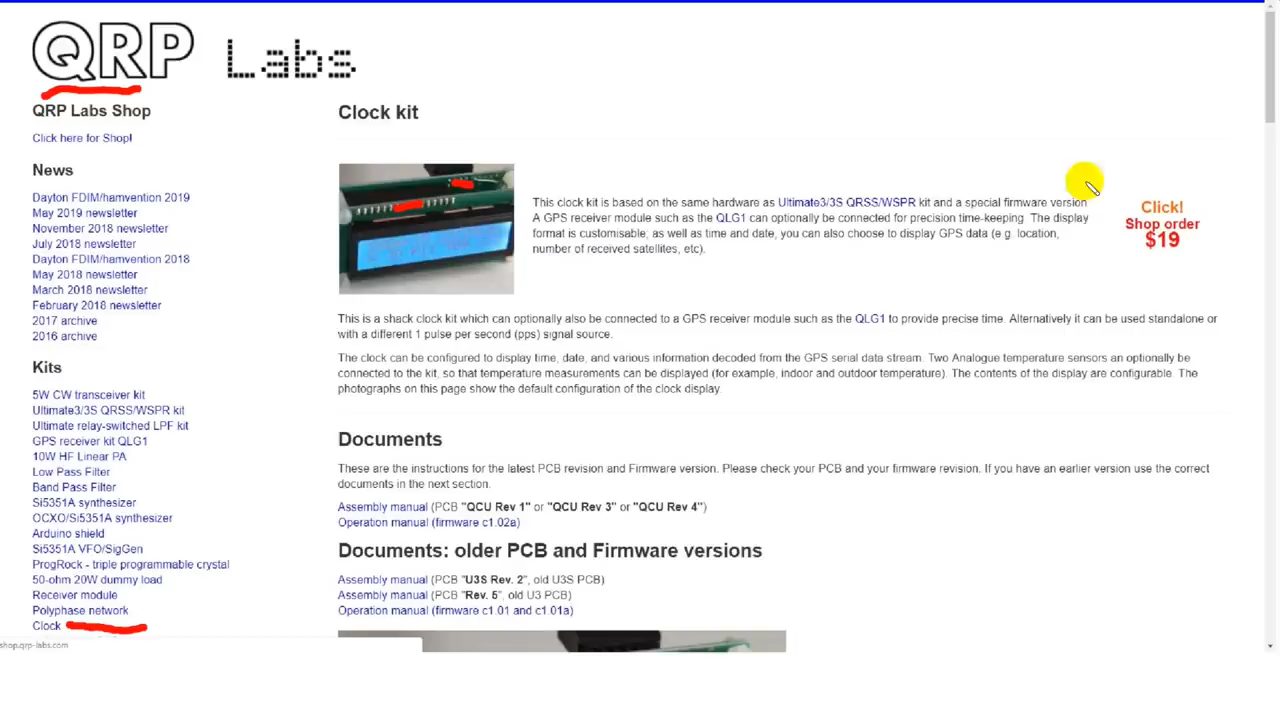 QRP Labs
QRP Labs Shop
Click here for Shop!
News
Dayton FDIM/hamvention 2019
May 2019 newsletter
November 2018 newsletter
July 2018 newsletter
Dayton FDIM/hamvention 2018
May 2018 newsletter
March 2018 newsletter
February 2018 newsletter
2017 archive
2016 archive
Kits
5W CW transceiver kit
Ultimate3/3S QRSS/WSPR kit
Ultimate relay-switched LPF kit
GPS receiver kit QLG1
10W HF Linear PA
Low Pass Filter
Band Pass Filter
Si5351A synthesizer
OCXO/Si5351A synthesizer
Arduino shield
Si5351A VFO/SigGen
ProgRock - triple programmable crystal
50-ohm 20W dummy load
Receiver module
Polyphase network
Clock
shop.qrp-labs.com
Clock kit
This clock kit is based on the same hardware as Ultimate3/3S QRSS/WSPR kit and a special firmware version
A GPS receiver module such as the QLG1 can optionally be connected for precision time-keeping. The display
format is customisable, as well as time and date, you can also choose to display GPS data (e.g. location,
number of received satellites, etc).
Click!
Shop order
$19
This is a shack clock kit which can optionally also be connected to a GPS receiver module such as the QLG1 to provide precise time. Alternatively it can be used standalone or
with a different 1 pulse per second (pps) signal source.
The clock can be configured to display time, date, and various information decoded from the GPS serial data stream. Two Analogue temperature sensors an optionally be
connected to the kit, so that temperature measurements can be displayed (for example, indoor and outdoor temperature). The contents of the display are configurable. The
photographs on this page show the default configuration of the clock display.
Documents
These are the instructions for the latest PCB revision and Firmware version. Please check your PCB and your firmware revision. If you have an earlier version use the correct
documents in the next section.
Assembly manual (PCB "QCU Rev 1" or "QCU Rev 3" or "QCU Rev 4")
Operation manual (firmware c1.02a)
Documents: older PCB and Firmware versions
Assembly manual (PCB "U3S Rev. 2", old U3S PCB)
Assembly manual (PCB "Rev. 5", old U3 PCB)
Operation manual (firmware c1.01 and c1.01a)